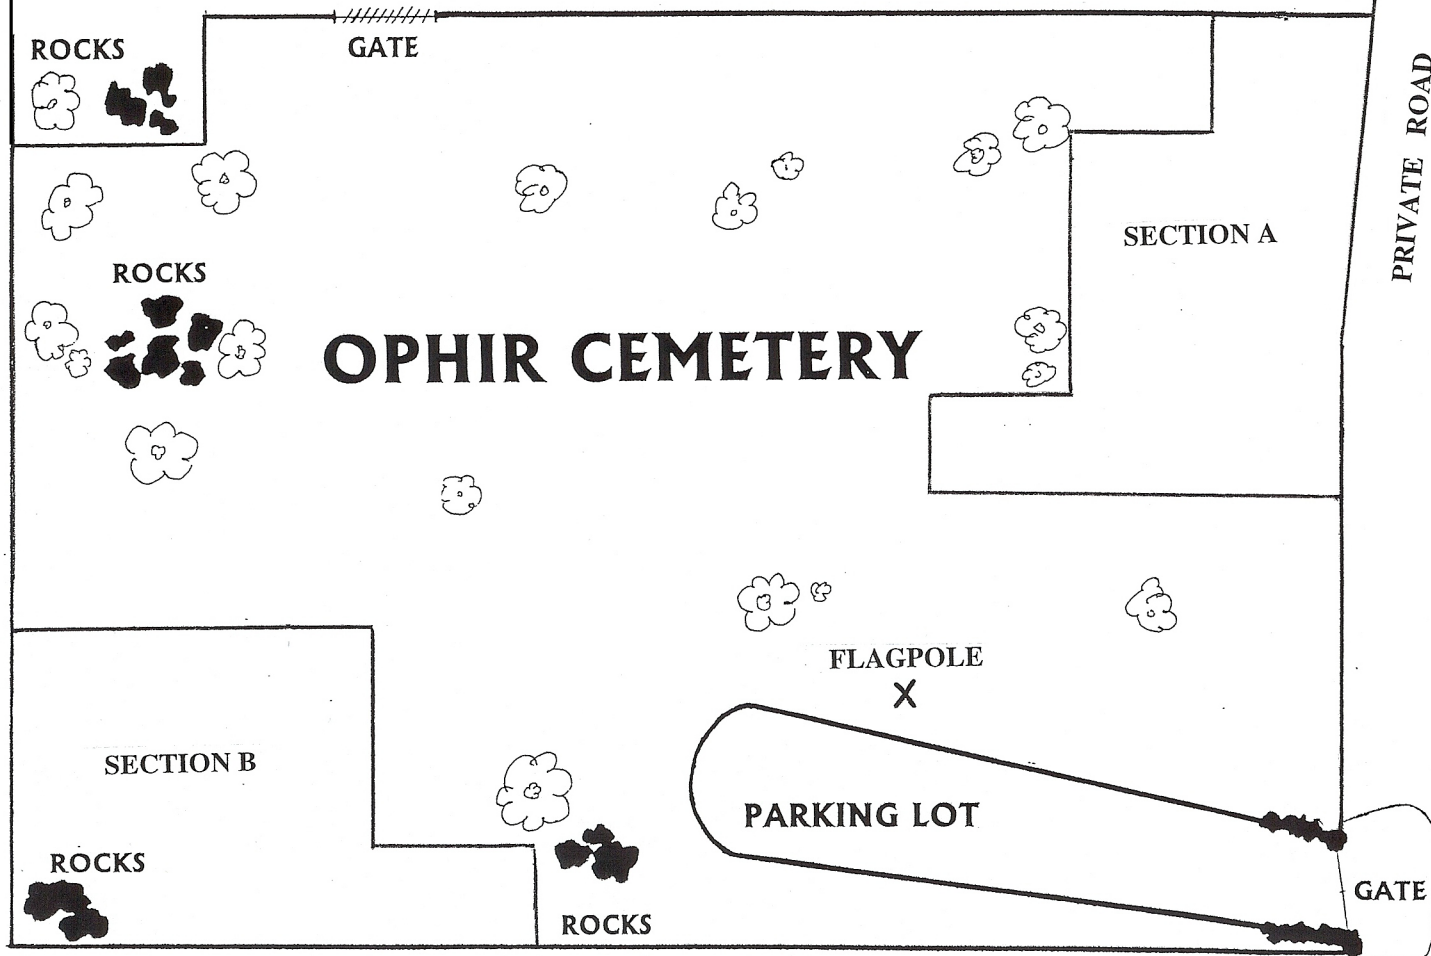 ROCKS
GATE
PRIVATE ROAD
SECTION A
ROCKS
OPHIR CEMETERY
FLAGPOLE
X
SECTION B
PARKING LOT
ROCKS
GATE
ROCKS